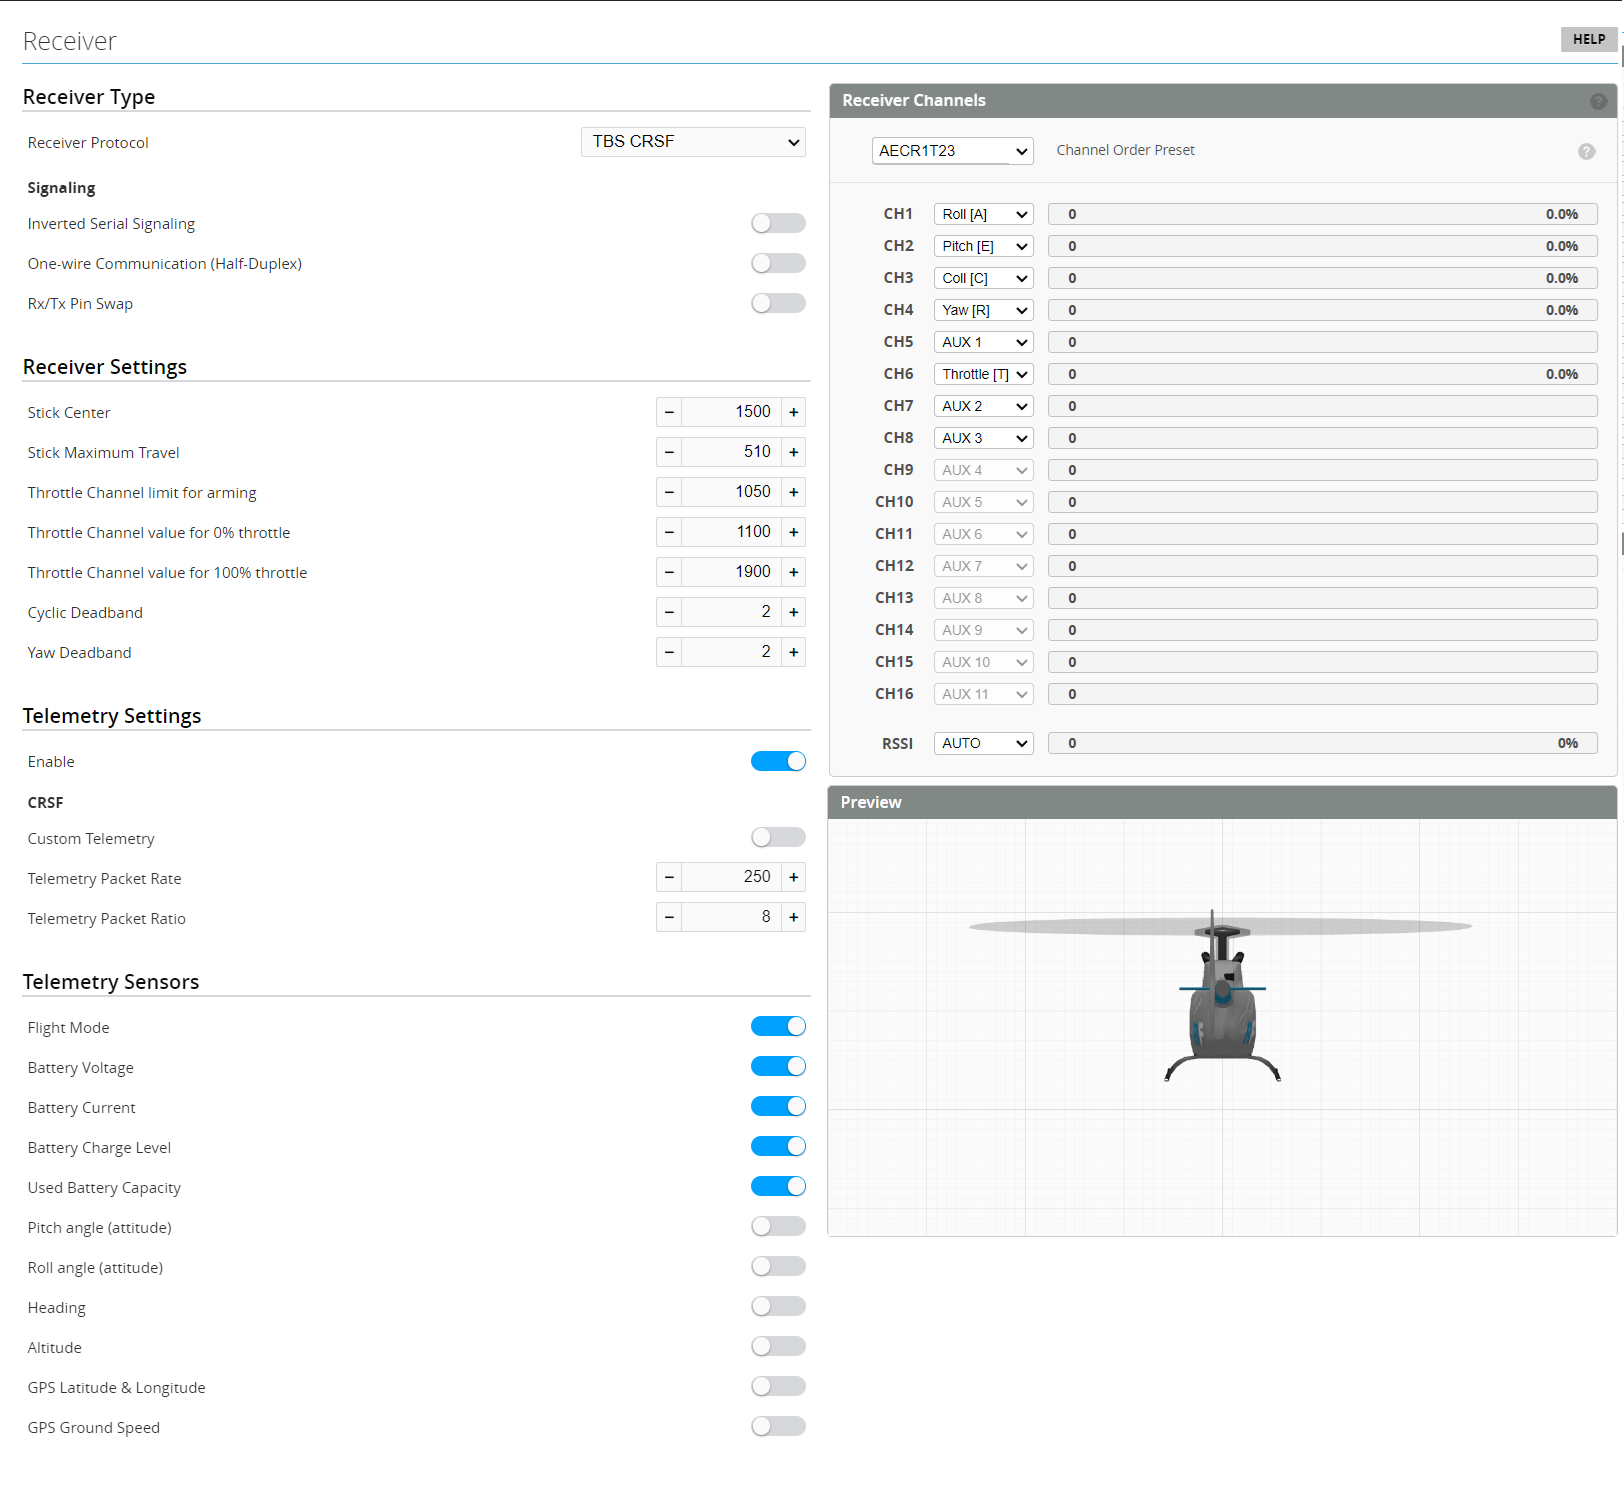 Receiver
HELP
Receiver Type
Receiver Protocol
TBS CRSF
Signaling
Inverted Serial Signaling
One-wire Communication (Half-Duplex)
Rx/Tx Pin Swap
Receiver Settings
Stick Center
− 1500 +
Stick Maximum Travel
− 510 +
Throttle Channel limit for arming
− 1050 +
Throttle Channel value for 0% throttle
− 1100 +
Throttle Channel value for 100% throttle
− 1900 +
Cyclic Deadband
− 2 +
Yaw Deadband
− 2 +
Telemetry Settings
Enable
CRSF
Custom Telemetry
Telemetry Packet Rate
− 250 +
Telemetry Packet Ratio
− 8 +
Telemetry Sensors
Flight Mode
Battery Voltage
Battery Current
Battery Charge Level
Used Battery Capacity
Pitch angle (attitude)
Roll angle (attitude)
Heading
Altitude
GPS Latitude & Longitude
GPS Ground Speed
Receiver Channels
?
AECR1T23 Channel Order Preset
?
CH1 Roll [A] 0 0.0%
CH2 Pitch [E] 0 0.0%
CH3 Coll [C] 0 0.0%
CH4 Yaw [R] 0 0.0%
CH5 AUX 1 0
CH6 Throttle [T] 0 0.0%
CH7 AUX 2 0
CH8 AUX 3 0
CH9 AUX 4 0
CH10 AUX 5 0
CH11 AUX 6 0
CH12 AUX 7 0
CH13 AUX 8 0
CH14 AUX 9 0
CH15 AUX 10 0
CH16 AUX 11 0
RSSI AUTO 0 0%
Preview